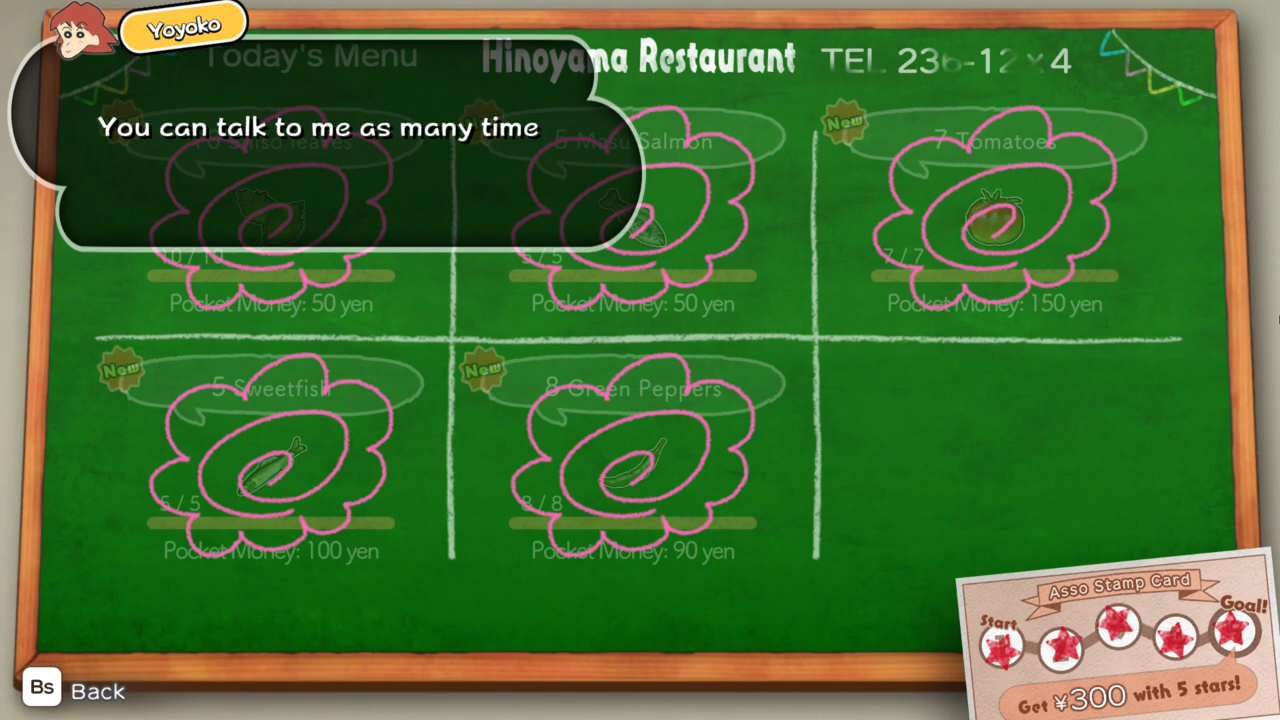 Yoyoko
Today's Menu
Hinoyama Restaurant
TEL 236-12×4
You can talk to me as many time
6 Shiso leaves
10/10
Pocket Money: 50 yen
5 Masu Salmon
5/5
Pocket Money: 50 yen
New
7 Tomatoes
7/7
Pocket Money: 150 yen
New
5 Sweetfish
5/5
Pocket Money: 100 yen
New
8 Green Peppers
8/8
Pocket Money: 90 yen
Asso Stamp Card
Start
Goal!
Get ¥300 with 5 stars!
Bs Back